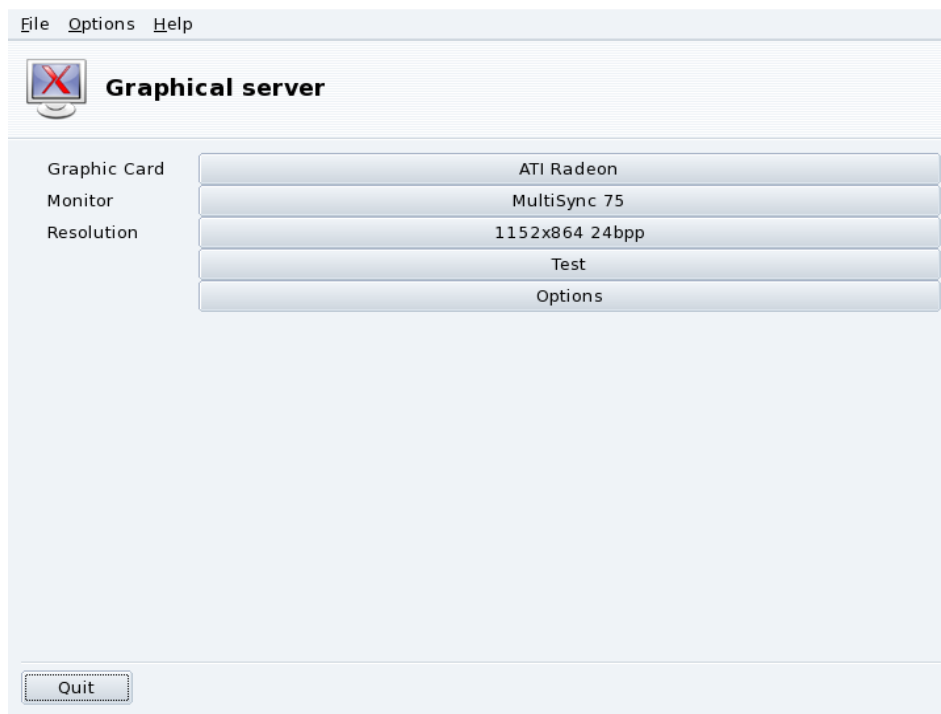 File Options Help
Graphical server
Graphic Card ATI Radeon
Monitor MultiSync 75
Resolution 1152x864 24bpp
Test
Options
Quit